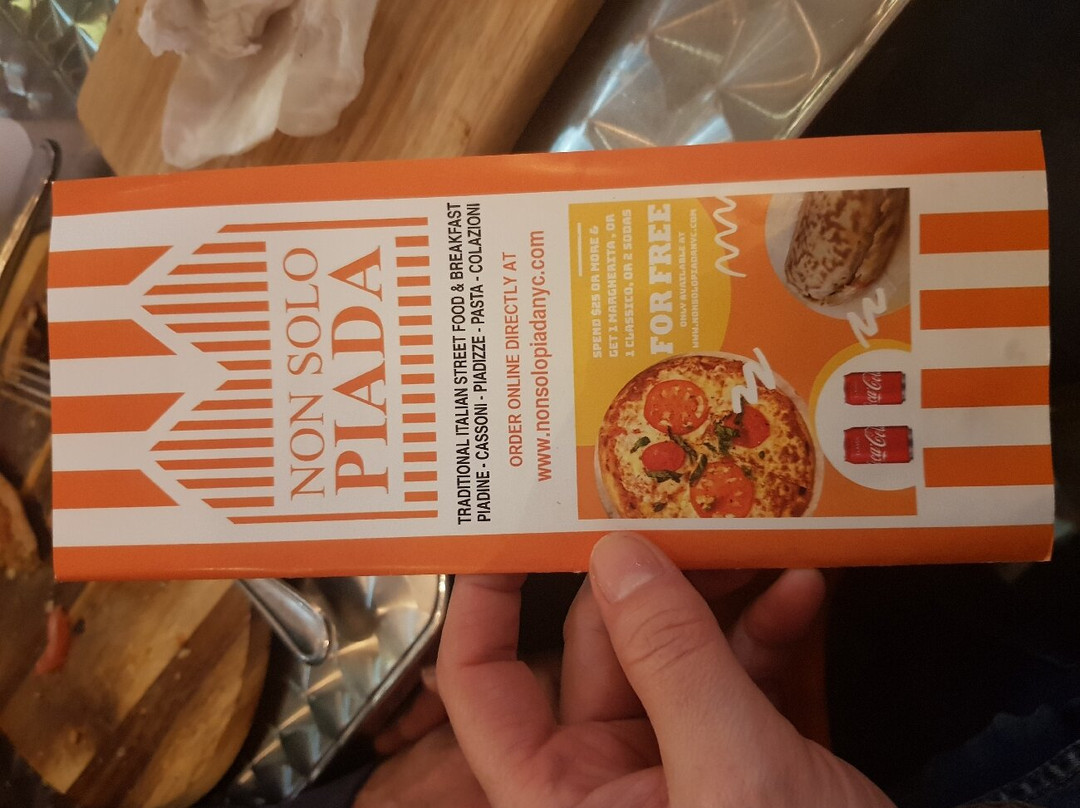 NON SOLO
PIADA
TRADITIONAL ITALIAN STREET FOOD & BREAKFAST
PIADINE - CASSONI - PIADIZZE - PASTA - COLAZIONI
ORDER ONLINE DIRECTLY AT
www.nonsolopiadanyc.com
SPEND $25 OR MORE &
GET 1 MARGHERITA, OR
1 CLASSICO, OR 2 SODAS
FOR FREE
ONLY AVAILABLE AT
WWW.NONSOLOPIADANYC.COM
Coca-Cola
Coca-Cola